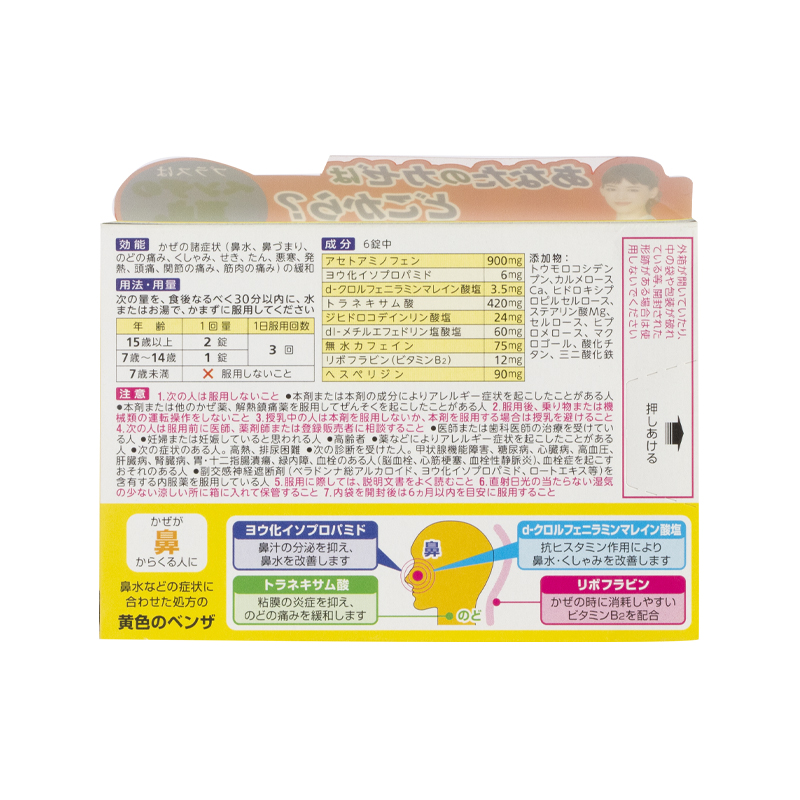 あなたのカゼは
どこから?
プラスは
効能 かぜの諸症状(鼻水、鼻づまり、
のどの痛み、くしゃみ、せき、たん、悪寒、発
熱、頭痛、関節の痛み、筋肉の痛み)の緩和
用法・用量
次の量を、食後なるべく30分以内に、水
またはお湯で、かまずに服用してください
年齢 1回量 1日服用回数
15歳以上 2錠 3回
7歳〜14歳 1錠
7歳未満 × 服用しないこと
成分 6錠中
アセトアミノフェン 900mg
ヨウ化イソプロパミド 6mg
d-クロルフェニラミンマレイン酸塩 3.5mg
トラネキサム酸 420mg
ジヒドロコデインリン酸塩 24mg
dl-メチルエフェドリン塩酸塩 60mg
無水カフェイン 75mg
リボフラビン(ビタミンB2) 12mg
ヘスペリジン 90mg
添加物:
トウモロコシデン
プン、カルメロース
Ca、ヒドロキシプ
ロピルセルロース、
ステアリン酸Mg、
セルロース、ヒプ
ロメロース、マク
ロゴール、酸化チ
タン、三二酸化鉄
外箱が開いていたり、
中の袋や包装が破れ
ている等、開封された
形跡がある場合は使
用しないでください
押しあける
注意 1.次の人は服用しないこと ●本剤または本剤の成分によりアレルギー症状を起こしたことがある人
●本剤または他のかぜ薬、解熱鎮痛薬を服用してぜんそくを起こしたことがある人 2.服用後、乗り物または機
械類の運転操作をしないこと 3.授乳中の人は本剤を服用しないか、本剤を服用する場合は授乳を避けること
4.次の人は服用前に医師、薬剤師または登録販売者に相談すること ●医師または歯科医師の治療を受けてい
る人 ●妊婦または妊娠していると思われる人 ●高齢者 ●薬などによりアレルギー症状を起こしたことがある
人 ●次の症状のある人。高熱、排尿困難 ●次の診断を受けた人。甲状腺機能障害、糖尿病、心臓病、高血圧、
肝臓病、腎臓病、胃・十二指腸潰瘍、緑内障、血栓のある人(脳血栓、心筋梗塞、血栓性静脈炎)、血栓症を起こす
おそれのある人 ●副交感神経遮断剤(ベラドンナ総アルカロイド、ヨウ化イソプロパミド、ロートエキス等)を
含有する内服薬を服用している人 5.服用に際しては、説明文書をよく読むこと 6.直射日光の当たらない湿気
の少ない涼しい所に箱に入れて保管すること 7.内袋を開封後は6ヵ月以内を目安に服用すること
かぜが
鼻
からくる人に
鼻水などの症状に
合わせた処方の
黄色のベンザ
ヨウ化イソプロパミド
鼻汁の分泌を抑え、
鼻水を改善します
トラネキサム酸
粘膜の炎症を抑え、
のどの痛みを緩和します
鼻
のど
d-クロルフェニラミンマレイン酸塩
抗ヒスタミン作用により
鼻水・くしゃみを改善します
リボフラビン
かぜの時に消耗しやすい
ビタミンB2を配合